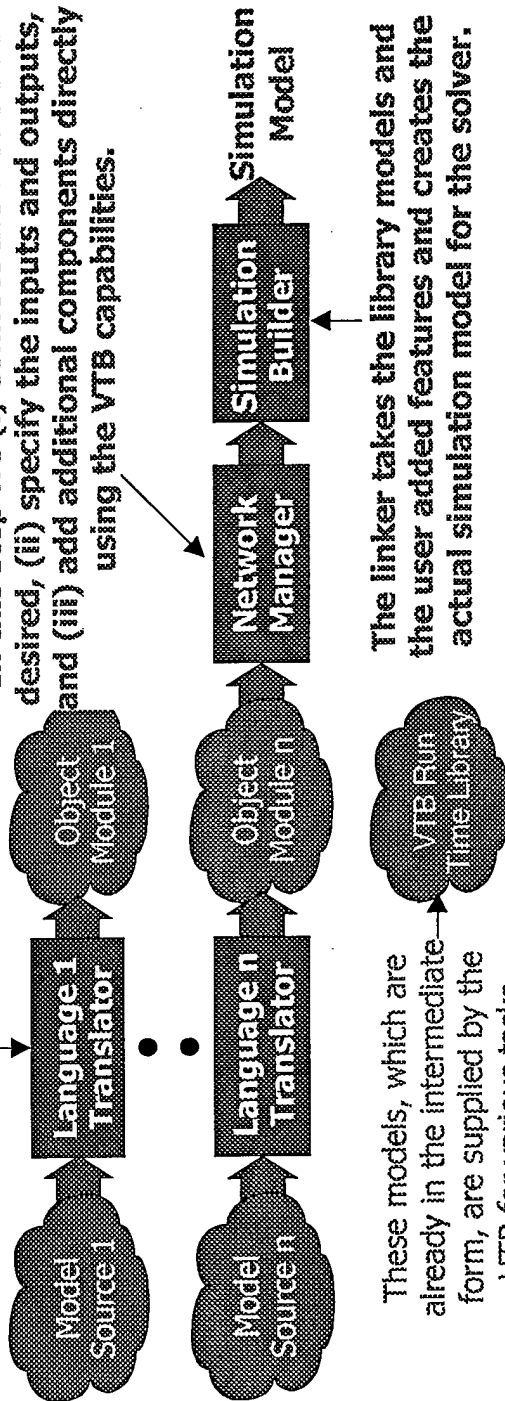 desired, (ii) specify the inputs and outputs,
and (iii) add additional components directly
using the VTB capabilities.
Model
Source 1
Language 1
Translator
Object
Module 1
Model
Source n
Language n
Translator
Object
Module n
Network
Manager
Simulation
Builder
Simulation
Model
These models, which are
already in the intermediate
form, are supplied by the
VTB Run
Time Library
The linker takes the library models and
the user added features and creates the
actual simulation model for the solver.